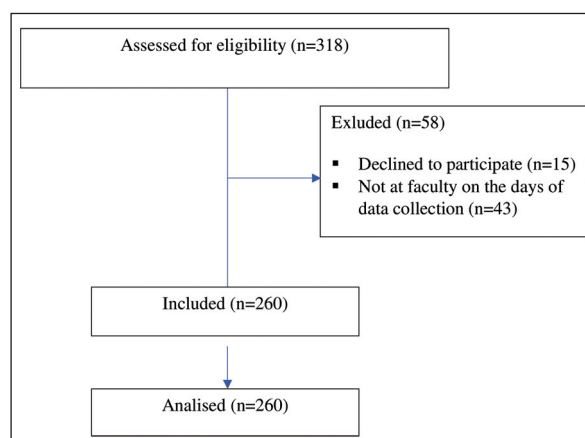 Assessed for eligibility (n=318)
Exluded (n=58)
▪ Declined to participate (n=15)
▪ Not at faculty on the days of
data collection (n=43)
Included (n=260)
Analised (n=260)